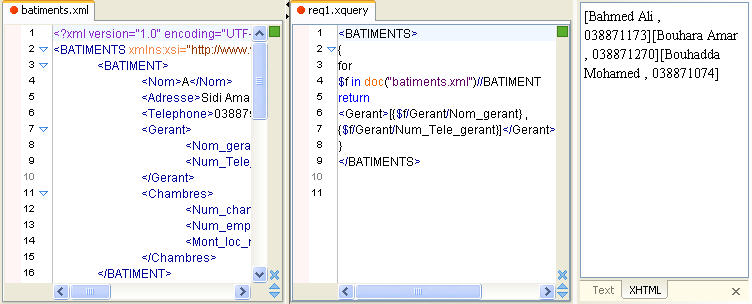 batiments.xml
1 <?xml version="1.0" encoding="UTF-
2 <BATIMENTS xmlns:xsi="http://www.
3 <BATIMENT>
4 <Nom>A</Nom>
5 <Adresse>Sidi Ama
6 <Telephone>03887
7 <Gerant>
8 <Nom_gera
9 <Num_Tele_
10 </Gerant>
11 <Chambres>
12 <Num_char
13 <Num_emp
14 <Mont_loc_r
15 </Chambres>
16 </BATIMENT>
req1.xquery
1 <BATIMENTS>
2 {
3 for
4 $f in doc("batiments.xml")//BATIMENT
5 return
6 <Gerant>[{$f/Gerant/Nom_gerant} ,
7 {$f/Gerant/Num_Tele_gerant}]</Gerant>
8 }
9 </BATIMENTS>
10
11
[Bahmed Ali ,
038871173][Bouhara Amar
, 038871270][Bouhadda
Mohamed , 038871074]
Text XHTML